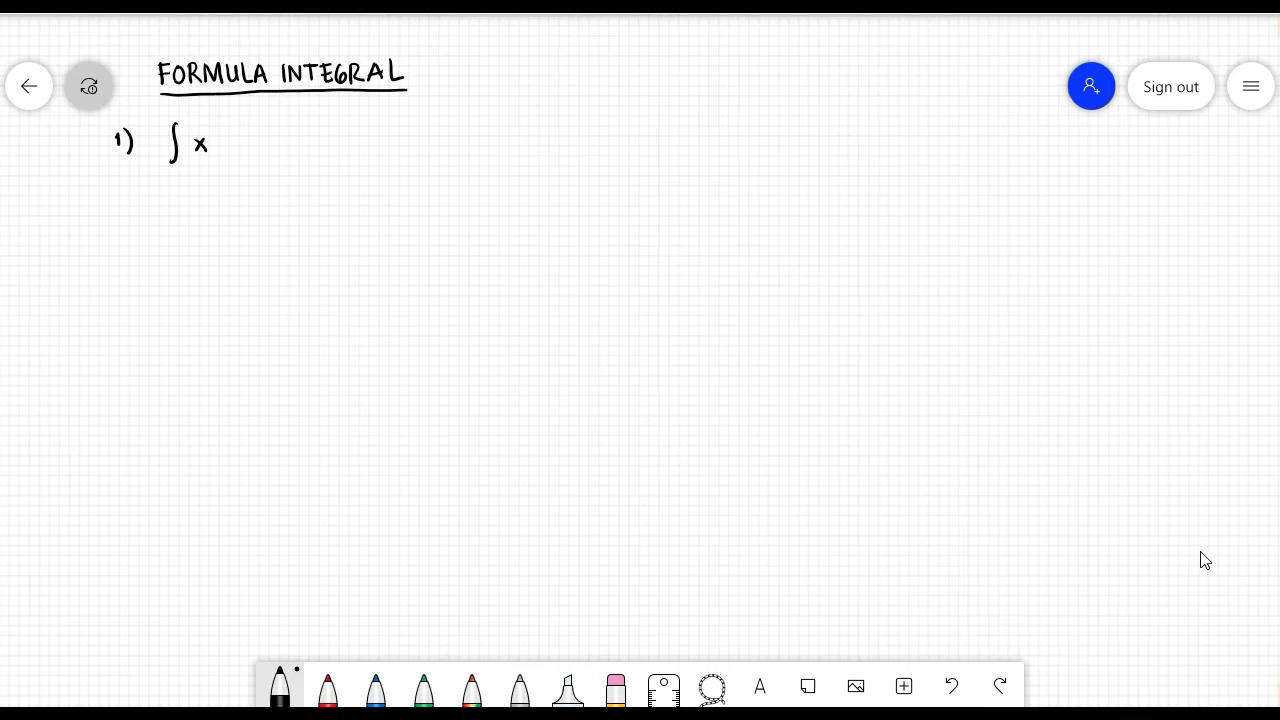 FORMULA INTEGRAL
Sign out
1) ∫ x
A